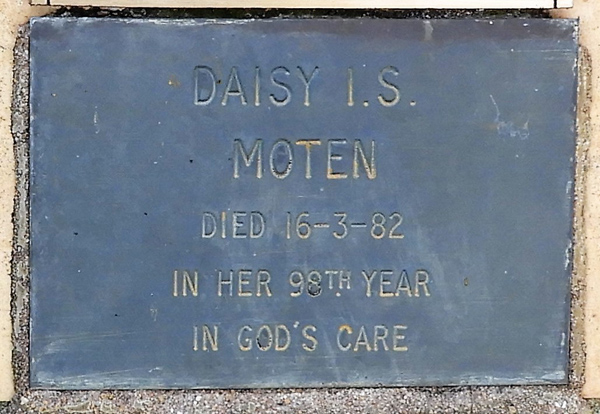 DAISY I.S.
MOTEN
DIED 16-3-82
IN HER 98TH YEAR
IN GOD'S CARE